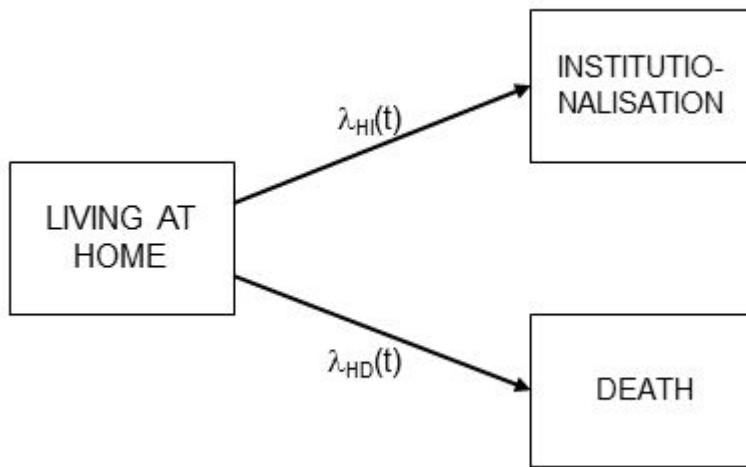 INSTITUTIO-
NALISATION
λHI(t)
LIVING AT
HOME
λHD(t)
DEATH